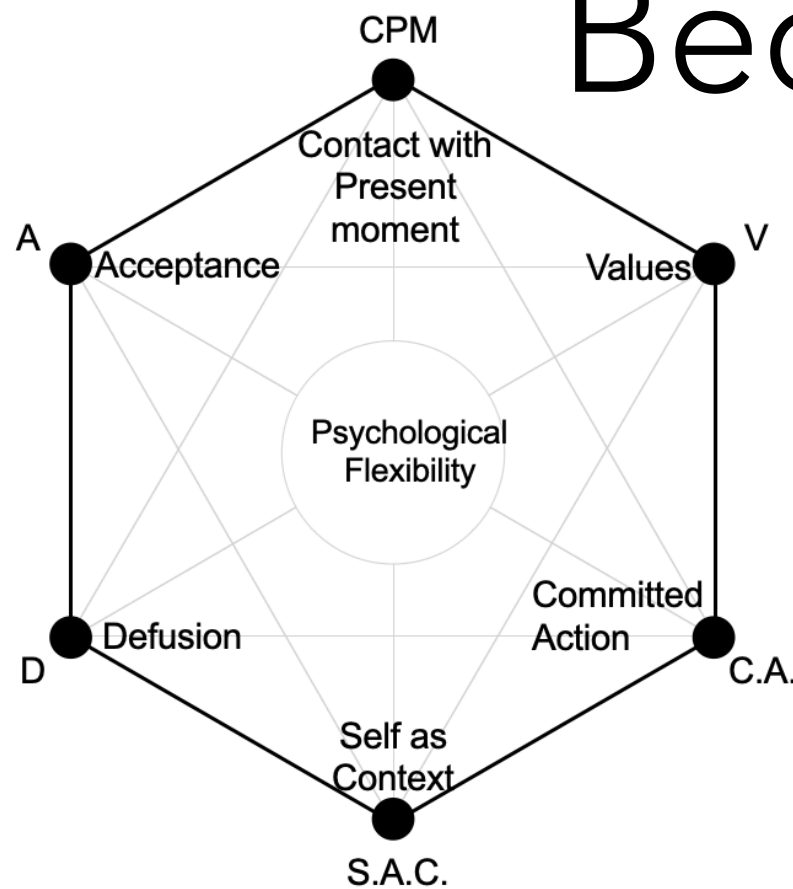 CPM
Contact with
Present
moment
A
Acceptance
Values
V
Psychological
Flexibility
Committed
Action
Defusion
D
C.A.
Self as
Context
S.A.C.